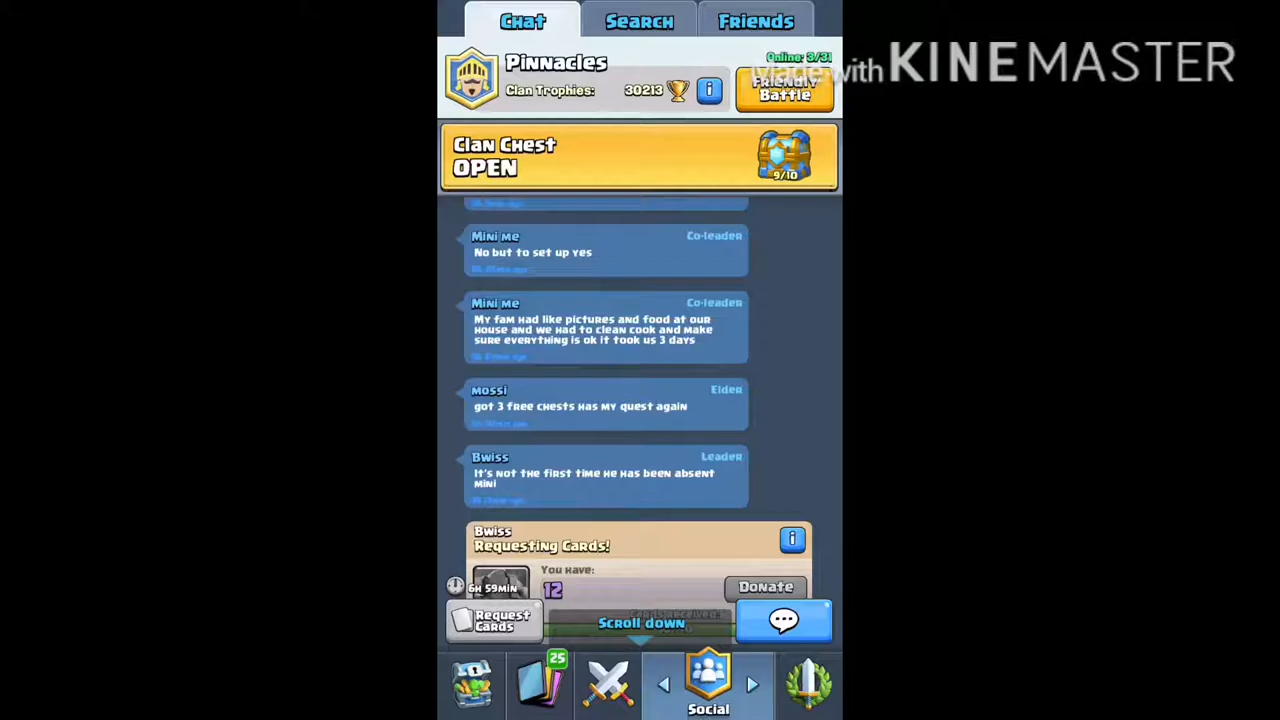 Chat
Search
Friends
Pinnacles
Online: 3/31
Made with KINEMASTER
Clan Trophies: 30213
Friendly
Battle
Clan Chest
OPEN
9/10
Mini me
Co-leader
No but to set up yes
Mini me
Co-leader
My fam had like pictures and food at our
house and we had to clean cook and make
sure everything is ok it took us 3 days
mossi
Elder
got 3 free chests has my quest again
Bwiss
Leader
It's not the first time he has been absent
mini
Bwiss
Requesting Cards!
You have:
12
Donate
6h 59min
Request
Cards
Cards received:
Scroll down
25
Social